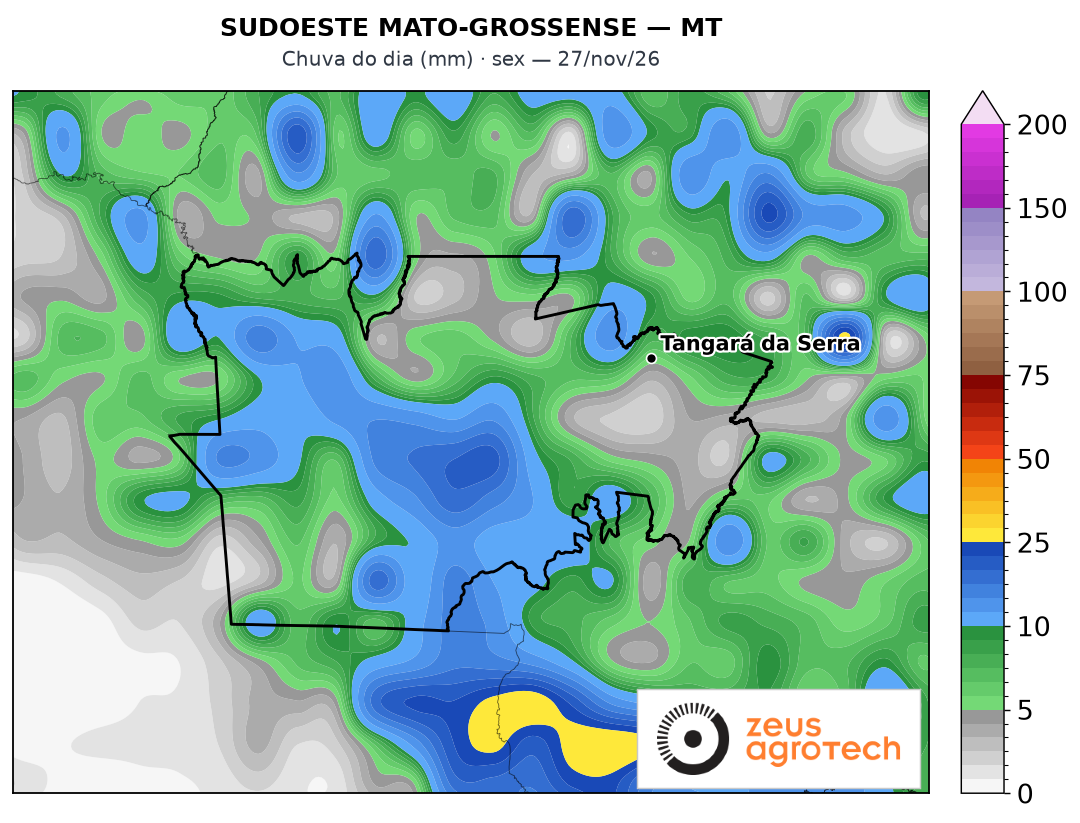 SUDOESTE MATO-GROSSENSE — MT
Chuva do dia (mm) · sex — 27/nov/26
200
150
100
75
50
25
10
5
0
Tangará da Serra
zeus
agrotech